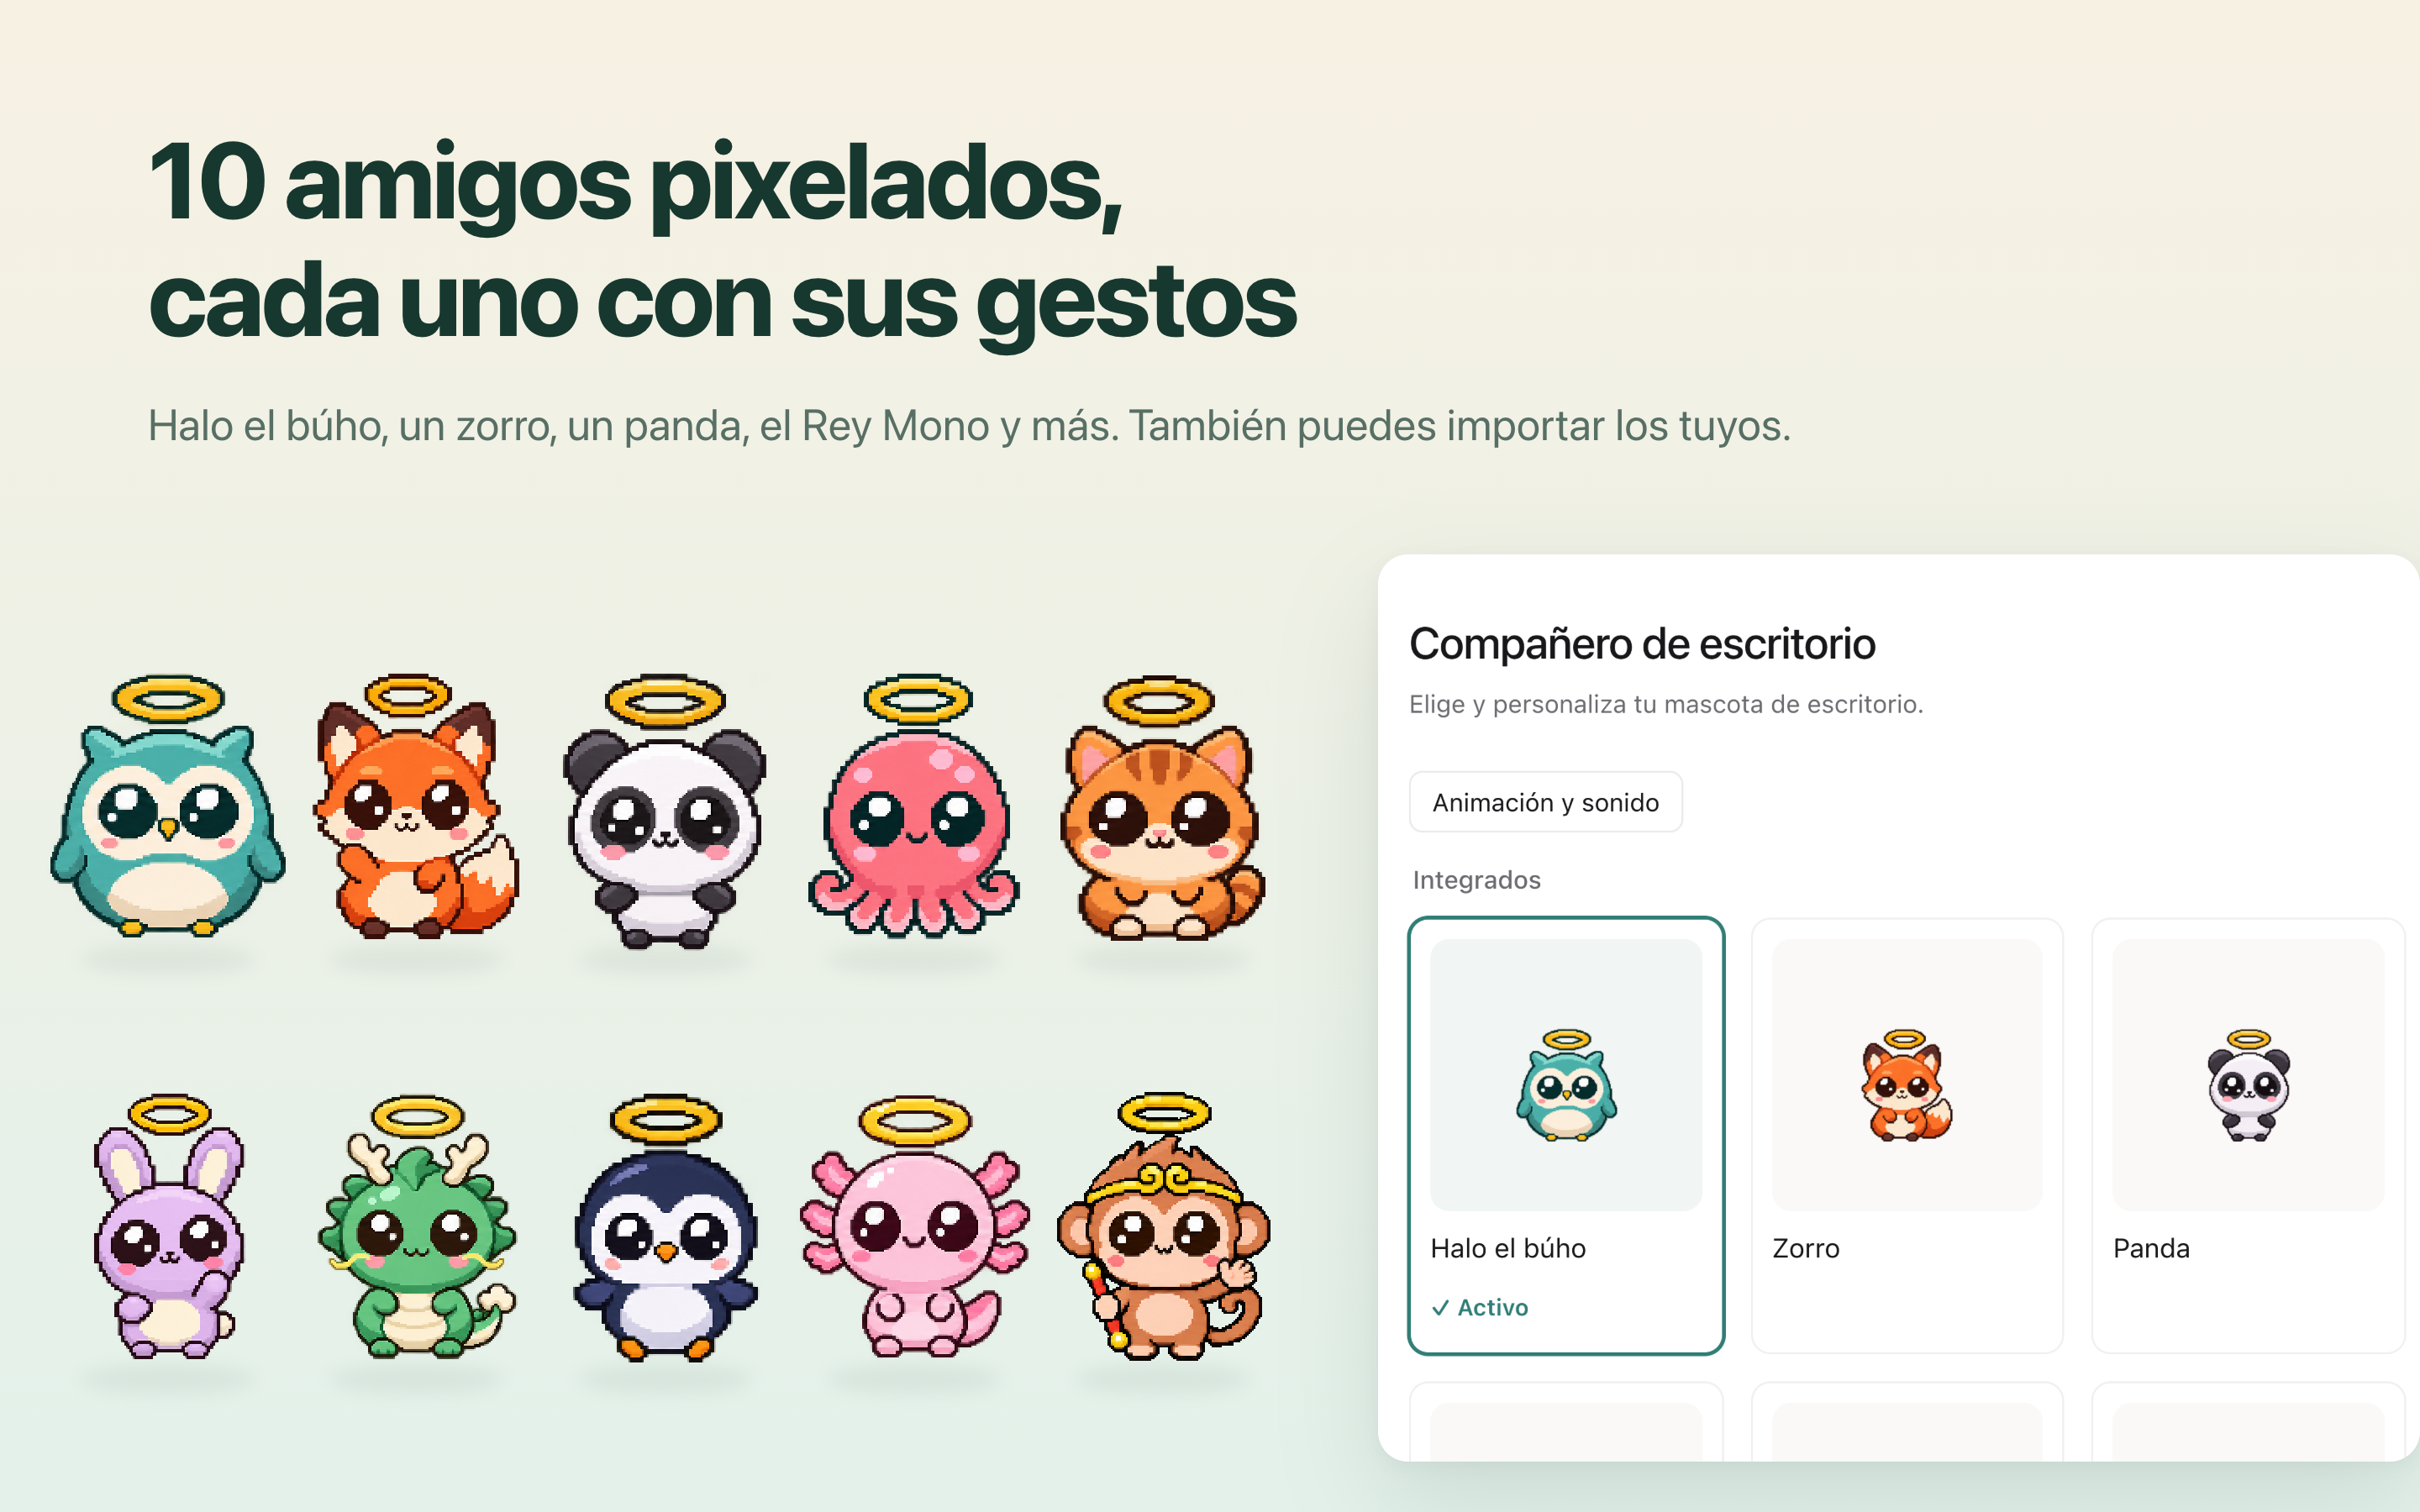 10 amigos pixelados,
cada uno con sus gestos
Halo el búho, un zorro, un panda, el Rey Mono y más. También puedes importar los tuyos.
Compañero de escritorio
Elige y personaliza tu mascota de escritorio.
Animación y sonido
Integrados
Halo el búho
Zorro
Panda
✓ Activo